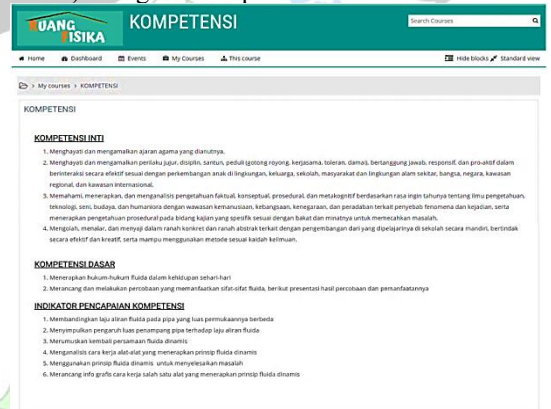 RUANG
FISIKA
KOMPETENSI
Search Courses
Home Dashboard Events My Courses This course Hide blocks Standard view
> My courses > KOMPETENSI
KOMPETENSI
KOMPETENSI INTI
1. Menghayati dan mengamalkan ajaran agama yang dianutnya.
2. Menghayati dan mengamalkan perilaku jujur, disiplin, santun, peduli (gotong royong, kerjasama, toleran, damai), bertanggung jawab, responsif, dan pro-aktif dalam
berinteraksi secara efektif sesuai dengan perkembangan anak di lingkungan, keluarga, sekolah, masyarakat dan lingkungan alam sekitar, bangsa, negara, kawasan
regional, dan kawasan internasional.
3. Memahami, menerapkan, dan menganalisis pengetahuan faktual, konseptual, prosedural, dan metakognitif berdasarkan rasa ingin tahunya tentang ilmu pengetahuan,
teknologi, seni, budaya, dan humaniora dengan wawasan kemanusiaan, kebangsaan, kenegaraan, dan peradaban terkait penyebab fenomena dan kejadian, serta
menerapkan pengetahuan prosedural pada bidang kajian yang spesifik sesuai dengan bakat dan minatnya untuk memecahkan masalah.
4. Mengolah, menalar, dan menyaji dalam ranah konkret dan ranah abstrak terkait dengan pengembangan dari yang dipelajarinya di sekolah secara mandiri, bertindak
secara efektif dan kreatif, serta mampu menggunakan metode sesuai kaidah keilmuan.
KOMPETENSI DASAR
1. Menerapkan hukum-hukum fluida dalam kehidupan sehari-hari
2. Merancang dan melakukan percobaan yang memanfaatkan sifat-sifat fluida, berikut presentasi hasil percobaan dan pemanfaatannya
INDIKATOR PENCAPAIAN KOMPETENSI
1. Membandingkan laju aliran fluida pada pipa yang luas permukaannya berbeda
2. Menyimpulkan pengaruh luas penampang pipa terhadap laju aliran fluida
3. Merumuskan kembali persamaan fluida dinamis
4. Menganalisis cara kerja alat-alat yang menerapkan prinsip fluida dinamis
5. Menggunakan prinsip fluida dinamis untuk menyelesaikan masalah
6. Merancang info grafis cara kerja salah satu alat yang menerapkan prinsip fluida dinamis